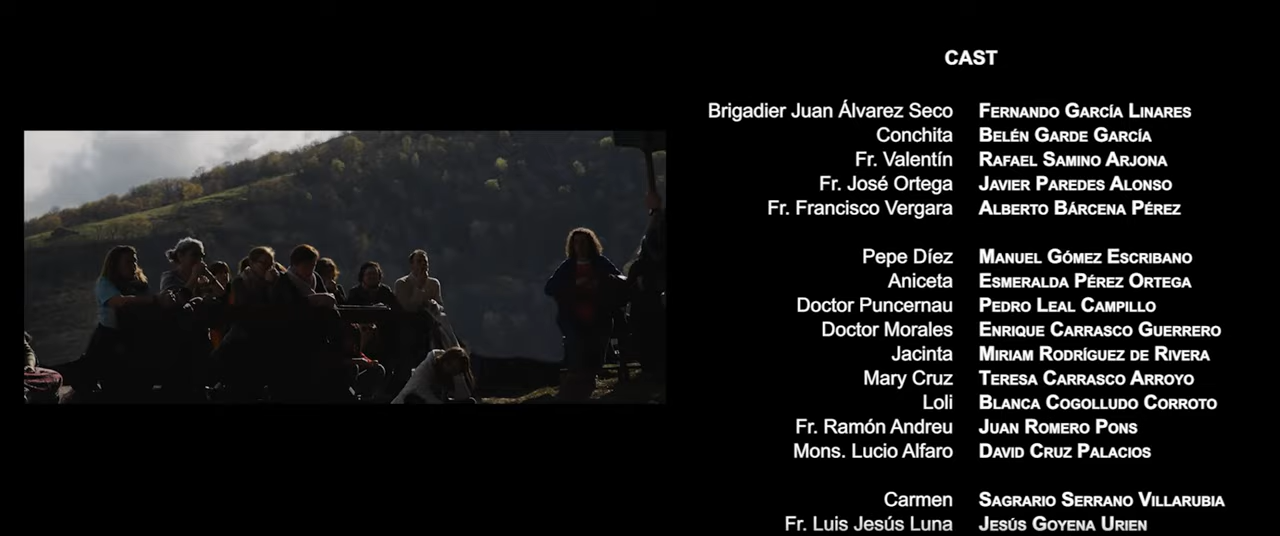 CAST
Brigadier Juan Álvarez Seco FERNANDO GARCÍA LINARES
Conchita BELÉN GARDE GARCÍA
Fr. Valentín RAFAEL SAMINO ARJONA
Fr. José Ortega JAVIER PAREDES ALONSO
Fr. Francisco Vergara ALBERTO BÁRCENA PÉREZ
Pepe Díez MANUEL GÓMEZ ESCRIBANO
Aniceta ESMERALDA PÉREZ ORTEGA
Doctor Puncernau PEDRO LEAL CAMPILLO
Doctor Morales ENRIQUE CARRASCO GUERRERO
Jacinta MIRIAM RODRÍGUEZ DE RIVERA
Mary Cruz TERESA CARRASCO ARROYO
Loli BLANCA COGOLLUDO CORROTO
Fr. Ramón Andreu JUAN ROMERO PONS
Mons. Lucio Alfaro DAVID CRUZ PALACIOS
Carmen SAGRARIO SERRANO VILLARUBIA
Fr. Luis Jesús Luna JESÚS GOYENA URIEN